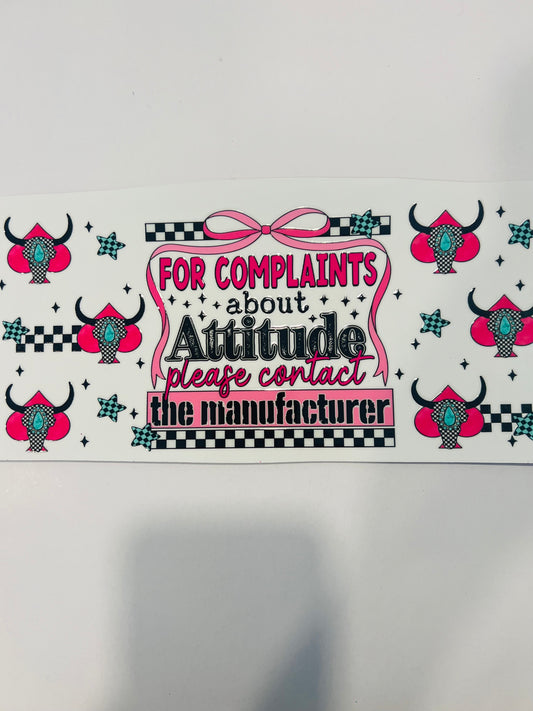 FOR COMPLAINTS
about
Attitude
please contact
the manufacturer